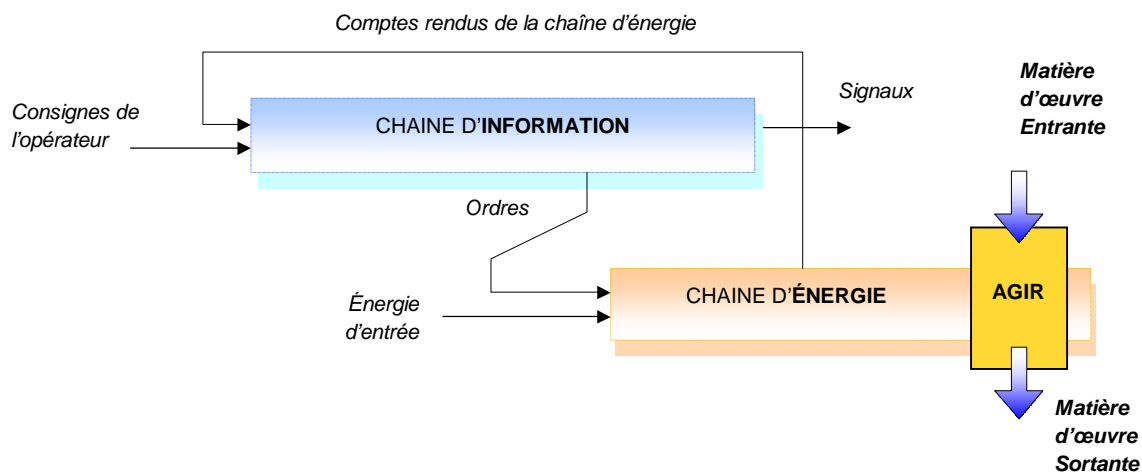 Comptes rendus de la chaîne d'énergie
Consignes de
l'opérateur
CHAINE D'INFORMATION
Signaux
Matière
d'œuvre
Entrante
Ordres
Énergie
d'entrée
CHAINE D'ÉNERGIE
AGIR
Matière
d'œuvre
Sortante